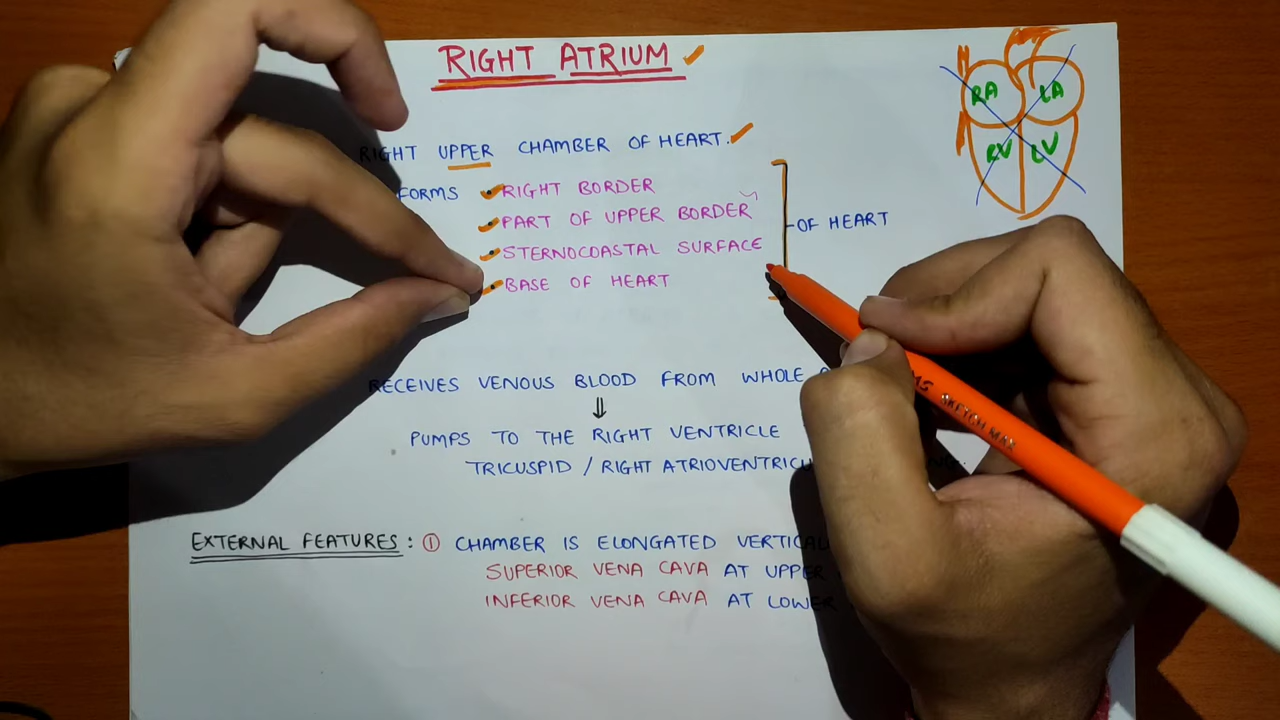 RIGHT ATRIUM
RIGHT UPPER CHAMBER OF HEART.
FORMS
• RIGHT BORDER
• PART OF UPPER BORDER
• STERNOCOASTAL SURFACE
• BASE OF HEART
OF HEART
RA LA
RV LV
RECEIVES VENOUS BLOOD FROM WHOLE
⇓
PUMPS TO THE RIGHT VENTRICLE
TRICUSPID / RIGHT
EXTERNAL FEATURES : ① CHAMBER IS ELONGATED
SUPERIOR VENA CAVA AT UPPER
INFERIOR VENA CAVA AT LOWER
SKETCH MAX